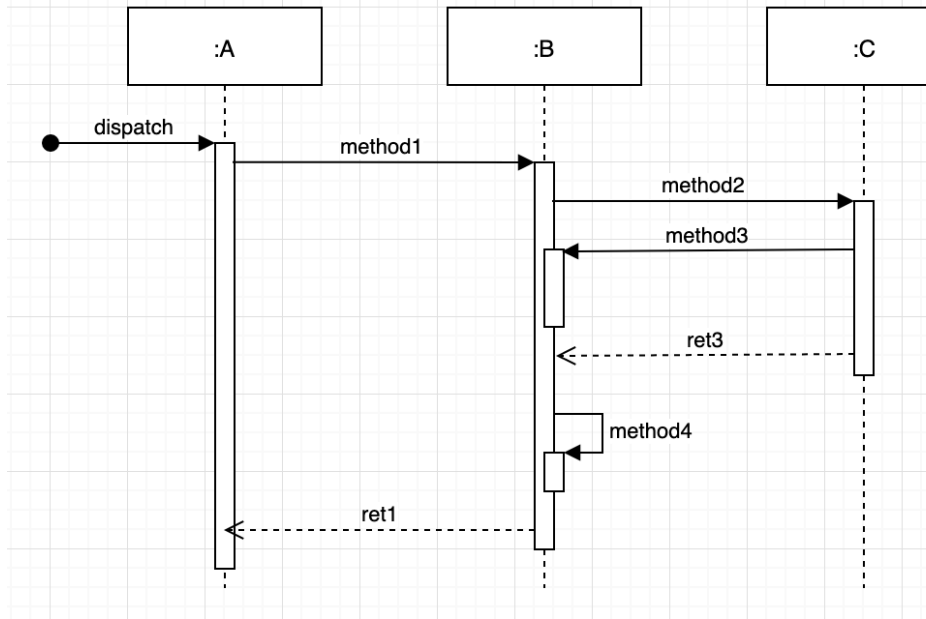 :A
:B
:C
dispatch
method1
method2
method3
ret3
method4
ret1